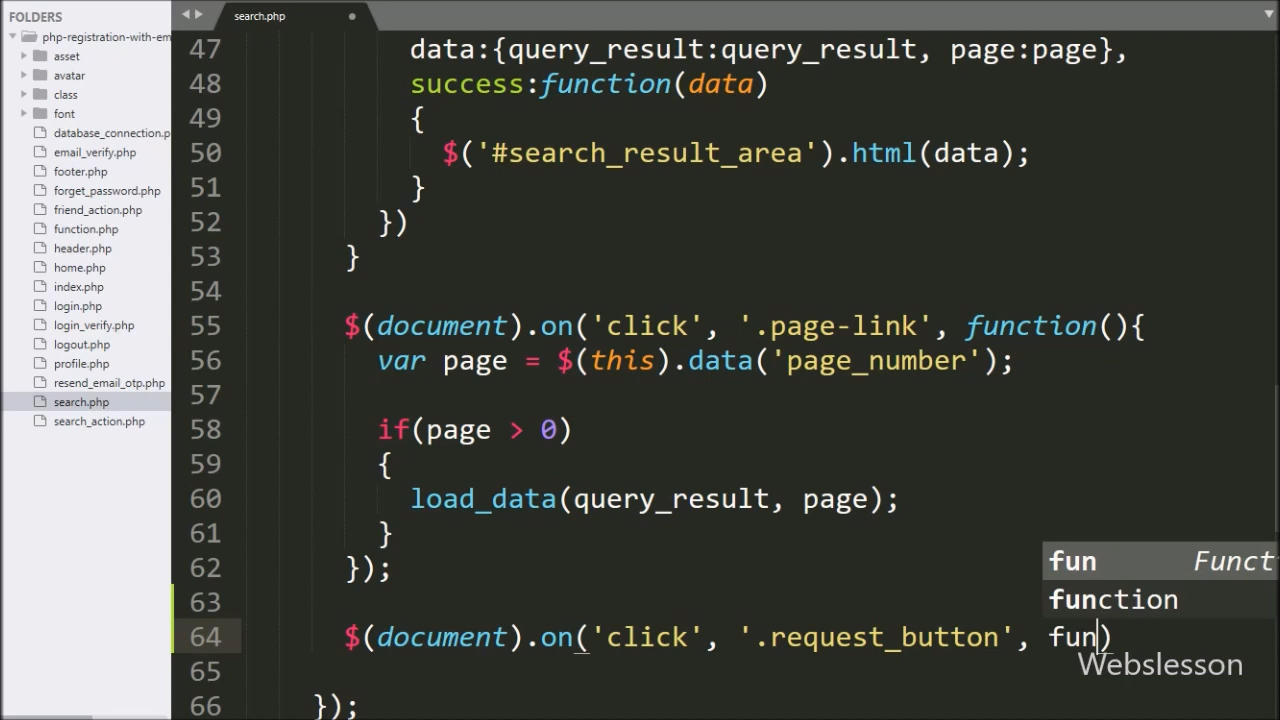 FOLDERS
php-registration-with-em
asset
avatar
class
font
database_connection.p
email_verify.php
footer.php
forget_password.php
friend_action.php
function.php
header.php
home.php
index.php
login.php
login_verify.php
logout.php
profile.php
resend_email_otp.php
search.php
search_action.php
search.php
47 data:{query_result:query_result, page:page},
48 success:function(data)
49 {
50 $('#search_result_area').html(data);
51 }
52 })
53 }
54
55 $(document).on('click', '.page-link', function(){
56 var page = $(this).data('page_number');
57
58 if(page > 0)
59 {
60 load_data(query_result, page);
61 }
62 });
63
64 $(document).on('click', '.request_button', fun)
65
66 });
fun Funct
function
Webslesson